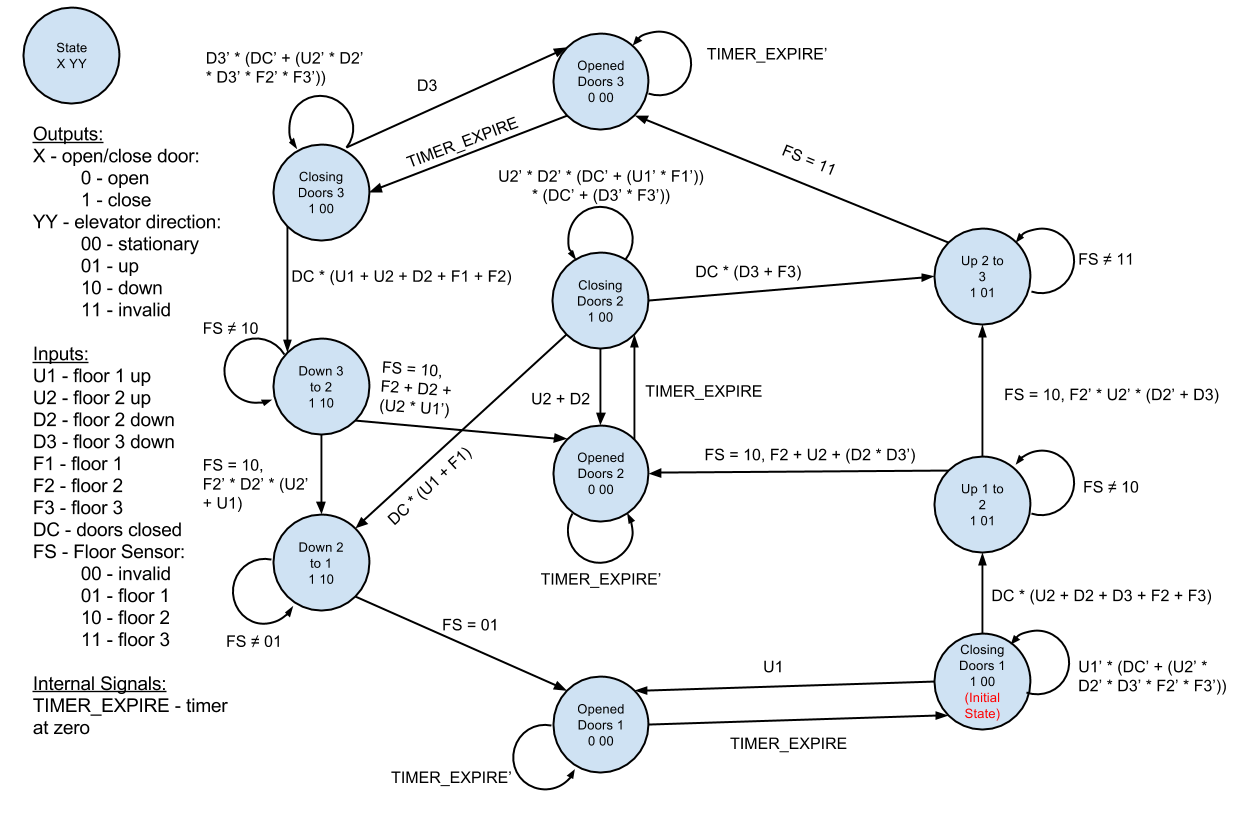 State
X YY
Outputs:
X - open/close door:
0 - open
1 - close
YY - elevator direction:
00 - stationary
01 - up
10 - down
11 - invalid
Inputs:
U1 - floor 1 up
U2 - floor 2 up
D2 - floor 2 down
D3 - floor 3 down
F1 - floor 1
F2 - floor 2
F3 - floor 3
DC - doors closed
FS - Floor Sensor:
00 - invalid
01 - floor 1
10 - floor 2
11 - floor 3
Internal Signals:
TIMER_EXPIRE - timer
at zero
D3’ * (DC’ + (U2’ * D2’
* D3’ * F2’ * F3’))
D3
Opened
Doors 3
0 00
TIMER_EXPIRE’
TIMER_EXPIRE
Closing
Doors 3
1 00
FS = 11
U2’ * D2’ * (DC’ + (U1’ * F1’))
* (DC’ + (D3’ * F3’))
DC * (U1 + U2 + D2 + F1 + F2)
Closing
Doors 2
1 00
DC * (D3 + F3)
Up 2 to
3
1 01
FS ≠ 11
FS ≠ 10
Down 3
to 2
1 10
FS = 10,
F2 + D2 +
(U2 * U1’)
U2 + D2
TIMER_EXPIRE
FS = 10, F2’ * U2’ * (D2’ + D3)
FS = 10,
F2’ * D2’ * (U2’
+ U1)
DC * (U1 + F1)
Opened
Doors 2
0 00
FS = 10, F2 + U2 + (D2 * D3’)
Up 1 to
2
1 01
FS ≠ 10
Down 2
to 1
1 10
TIMER_EXPIRE’
FS ≠ 01
FS = 01
DC * (U2 + D2 + D3 + F2 + F3)
Closing
Doors 1
1 00
(Initial
State)
U1’ * (DC’ + (U2’ *
D2’ * D3’ * F2’ * F3’))
U1
Opened
Doors 1
0 00
TIMER_EXPIRE
TIMER_EXPIRE’